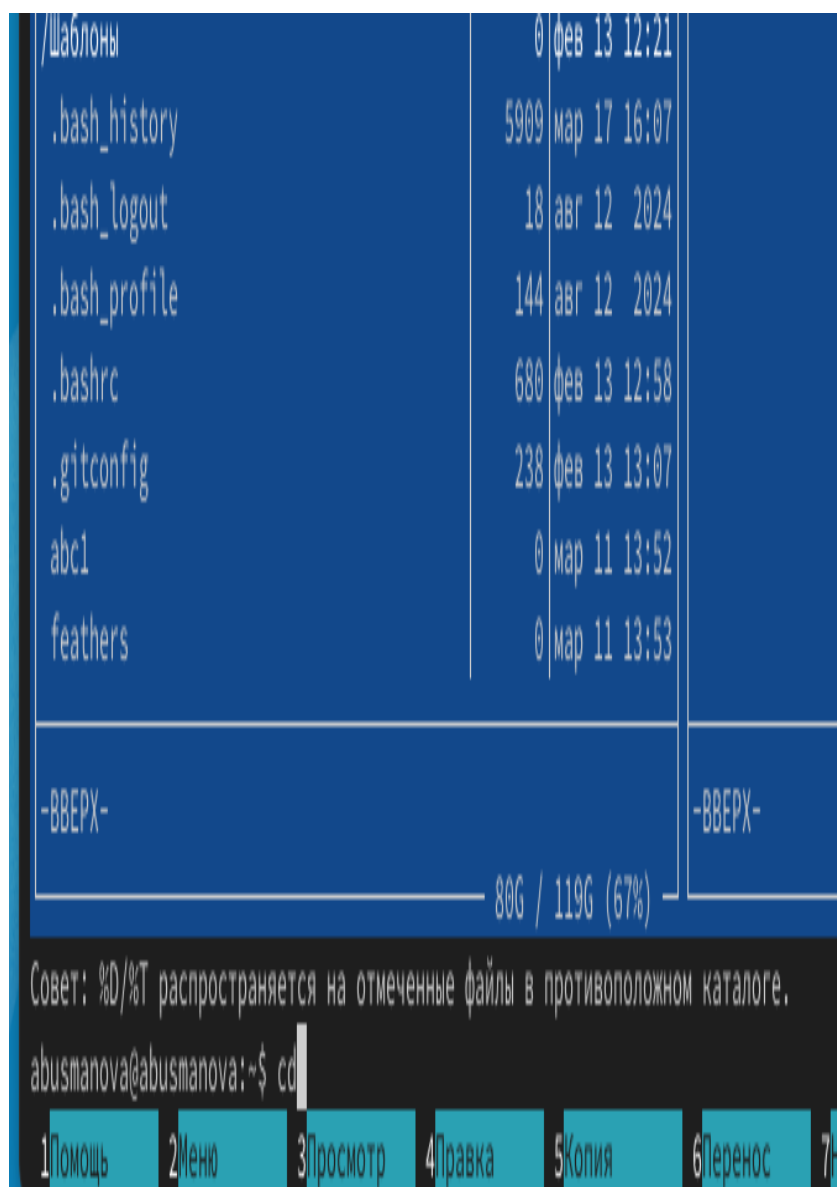 /Шаблоны 0 фев 13 12:21
.bash_history 5909 мар 17 16:07
.bash_logout 18 авг 12 2024
.bash_profile 144 авг 12 2024
.bashrc 680 фев 13 12:58
.gitconfig 238 фев 13 13:07
abc1 0 мар 11 13:52
feathers 0 мар 11 13:53
-ВВЕРХ- -ВВЕРХ-
80G / 119G (67%)
Совет: %D/%T распространяется на отмеченные файлы в противоположном каталоге.
abusmanova@abusmanova:~$ cd
1Помощь 2Меню 3Просмотр 4Правка 5Копия 6Перенос 7